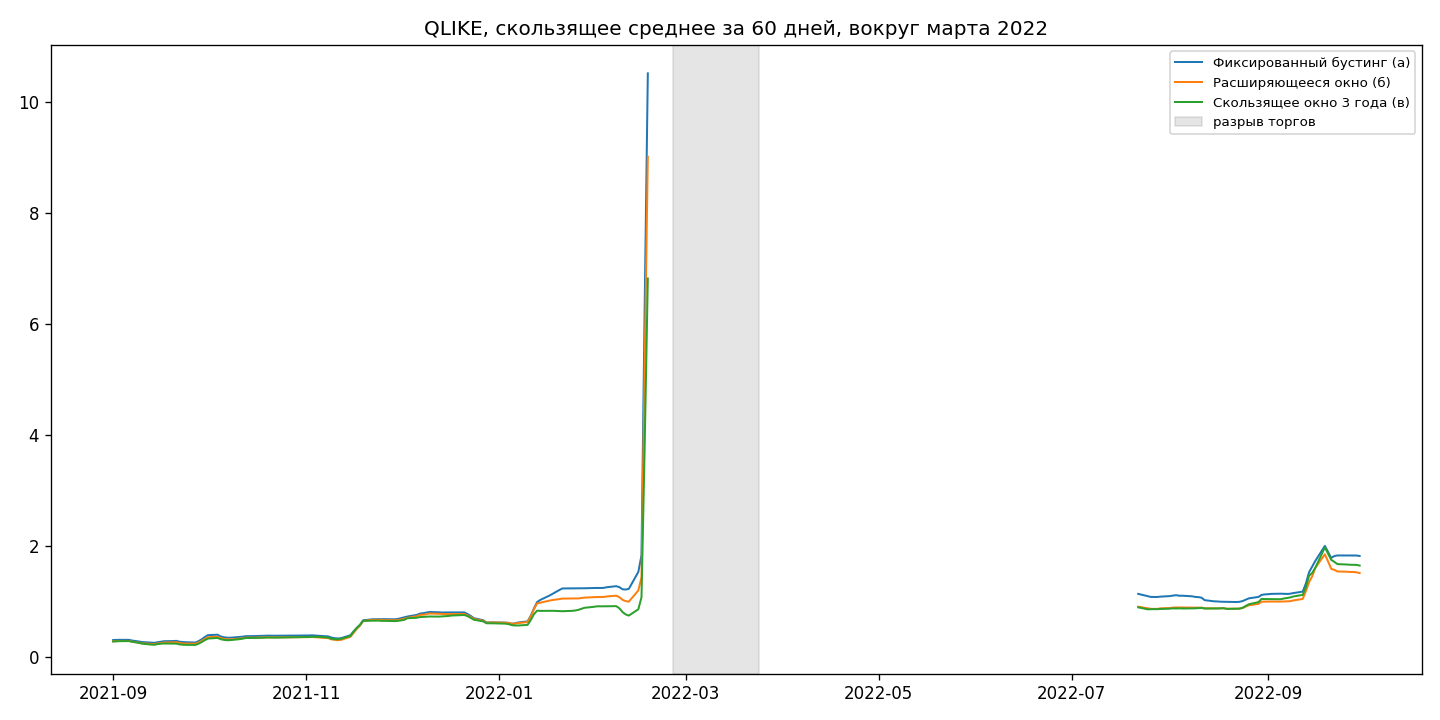 QLIKE, скользящее среднее за 60 дней, вокруг марта 2022
Фиксированный бустинг (а)
Расширяющееся окно (б)
Скользящее окно 3 года (в)
разрыв торгов
10
8
6
4
2
0
2021-09
2021-11
2022-01
2022-03
2022-05
2022-07
2022-09